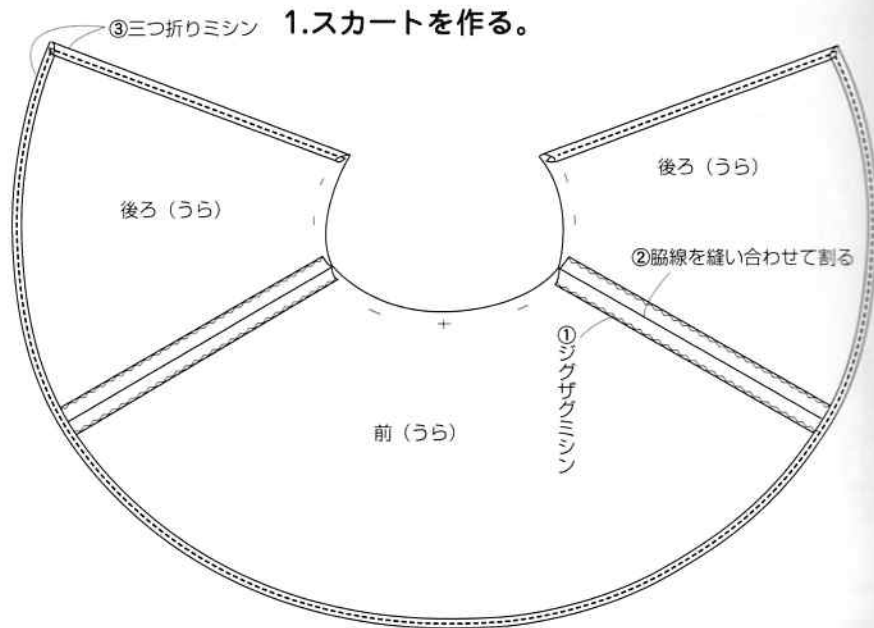 ③三つ折りミシン
1.スカートを作る。
後ろ（うら）
後ろ（うら）
②脇線を縫い合わせて割る
①ジグザグミシン
前（うら）